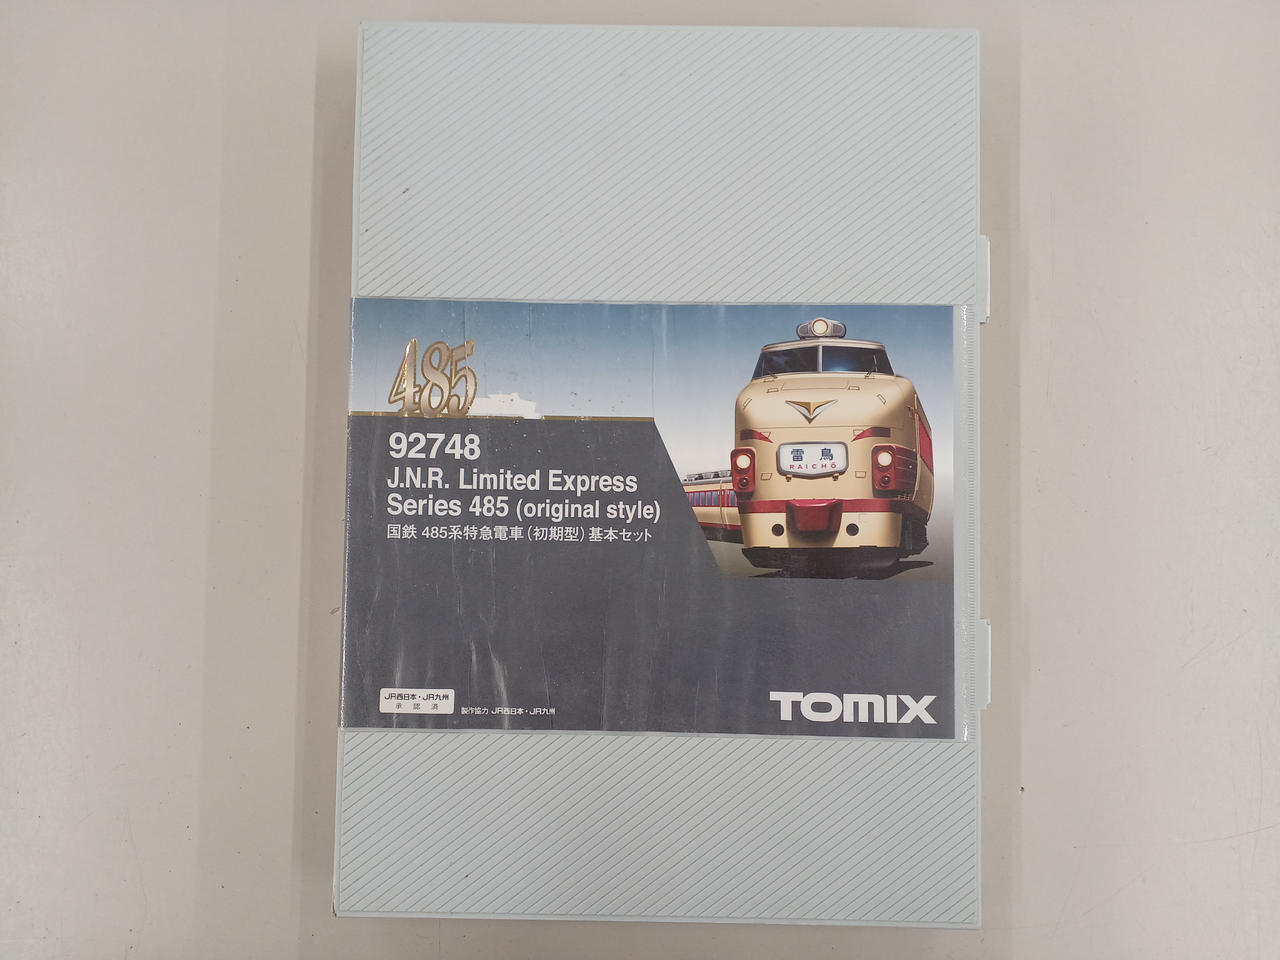 485
92748
J.N.R. Limited Express
Series 485 (original style)
国鉄 485系特急電車(初期型)基本セット
雷鳥
RAICHŌ
JR西日本・JR九州
承認済
製作協力 JR西日本・JR九州
TOMIX